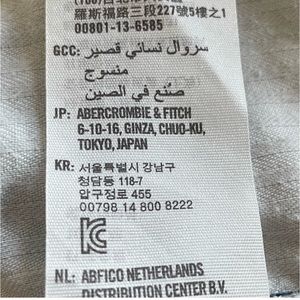 羅斯福路三段227號5樓之1
00801-13-6585
GCC: سروال نسائي قصير
منسوج
صنع في الصين
JP: ABERCROMBIE & FITCH
6-10-16, GINZA, CHUO-KU,
TOKYO, JAPAN
KR: 서울특별시 강남구
청담동 118-7
압구정로 455
00798 14 800 8222
NL: ABFICO NETHERLANDS
DISTRIBUTION CENTER B.V.